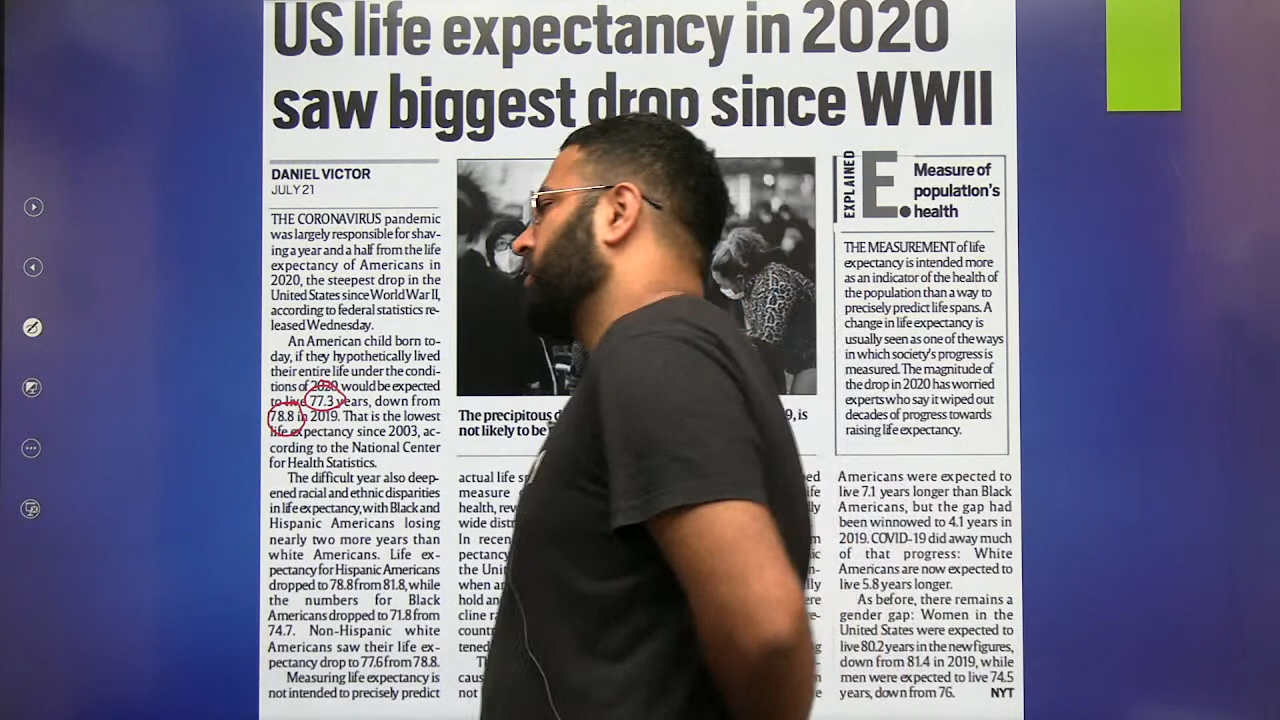 US life expectancy in 2020
saw biggest drop since WWII
DANIEL VICTOR
JULY 21
THE CORONAVIRUS pandemic
was largely responsible for shav-
ing a year and a half from the life
expectancy of Americans in
2020, the steepest drop in the
United States since World War II,
according to federal statistics re-
leased Wednesday.
An American child born to-
day, if they hypothetically lived
their entire life under the condi-
tions of 2020 would be expected
to live 77.3 years, down from
78.8 in 2019. That is the lowest
life expectancy since 2003, ac-
cording to the National Center
for Health Statistics.
The difficult year also deep-
ened racial and ethnic disparities
in life expectancy, with Black and
Hispanic Americans losing
nearly two more years than
white Americans. Life ex-
pectancy for Hispanic Americans
dropped to 78.8 from 81.8, while
the numbers for Black
Americans dropped to 71.8 from
74.7. Non-Hispanic white
Americans saw their life ex-
pectancy drop to 77.6 from 78.8.
Measuring life expectancy is
not intended to precisely predict
The precipitous 9, is
not likely to be
actual life
measure
health,
wide
In
the
when
hold
not
EXPLAINED
E.
Measure of
population's
health
THE MEASUREMENT of life
expectancy is intended more
as an indicator of the health of
the population than a way to
precisely predict life spans. A
change in life expectancy is
usually seen as one of the ways
in which society's progress is
measured. The magnitude of
the drop in 2020 has worried
experts who say it wiped out
decades of progress towards
raising life expectancy.
Americans were expected to
live 7.1 years longer than Black
Americans, but the gap had
been winnowed to 4.1 years in
2019. COVID-19 did away much
of that progress: White
Americans are now expected to
live 5.8 years longer.
As before, there remains a
gender gap: Women in the
United States were expected to
live 80.2 years in the new figures,
down from 81.4 in 2019, while
men were expected to live 74.5
years, down from 76. NYT